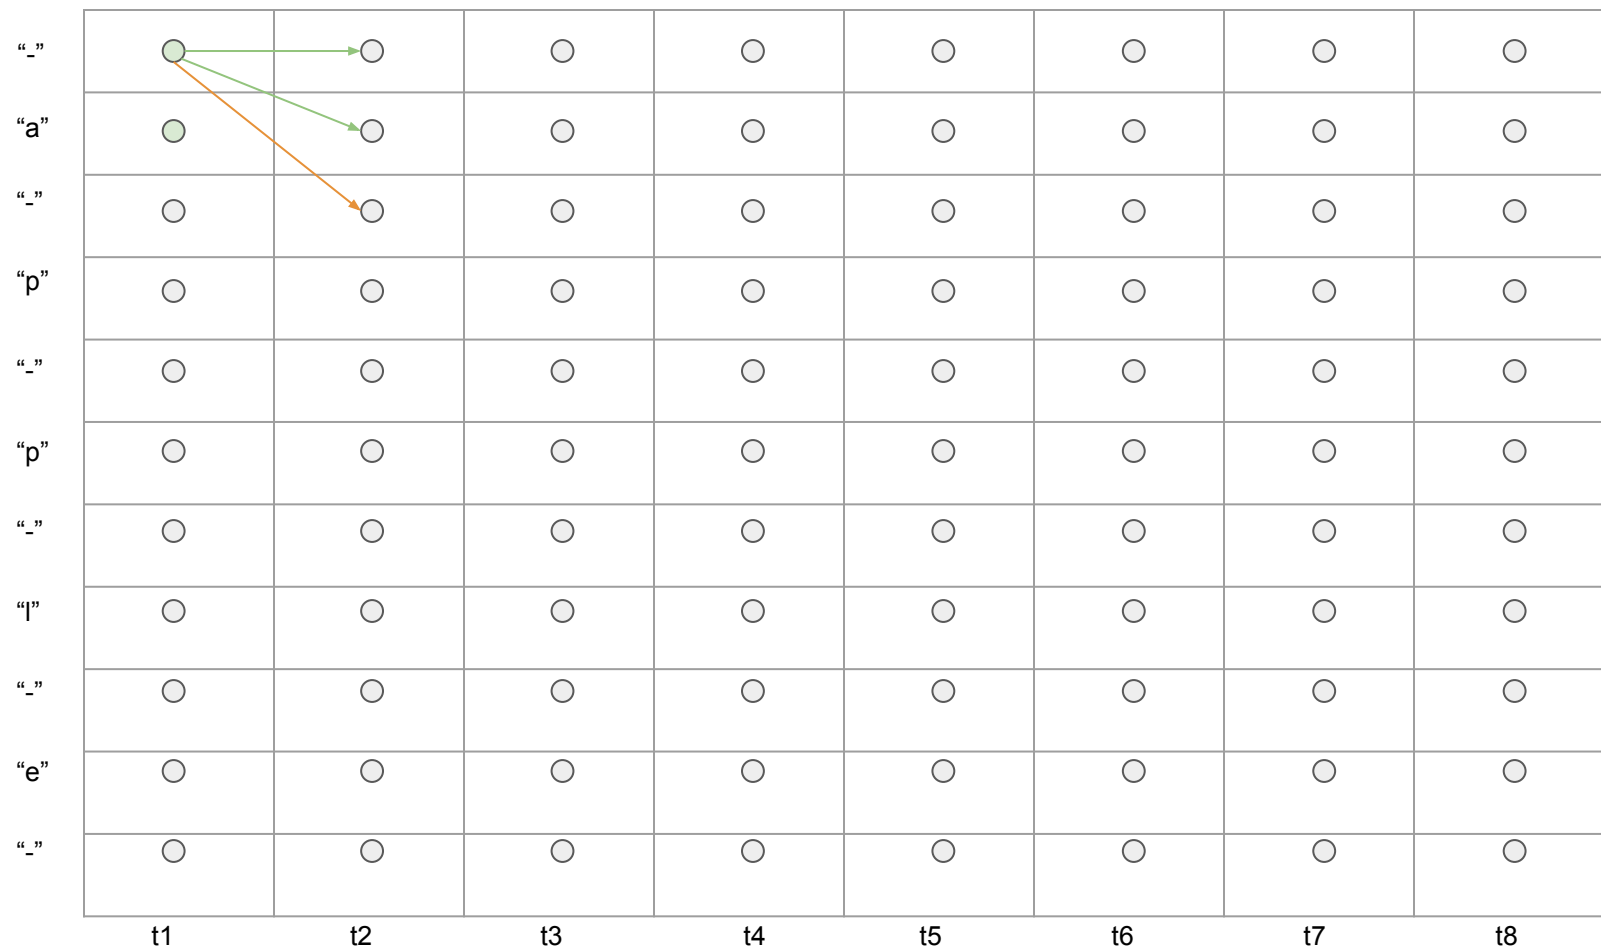 “-”
“a”
“-”
“p”
“-”
“p”
“-”
“l”
“-”
“e”
“-”
t1 t2 t3 t4 t5 t6 t7 t8